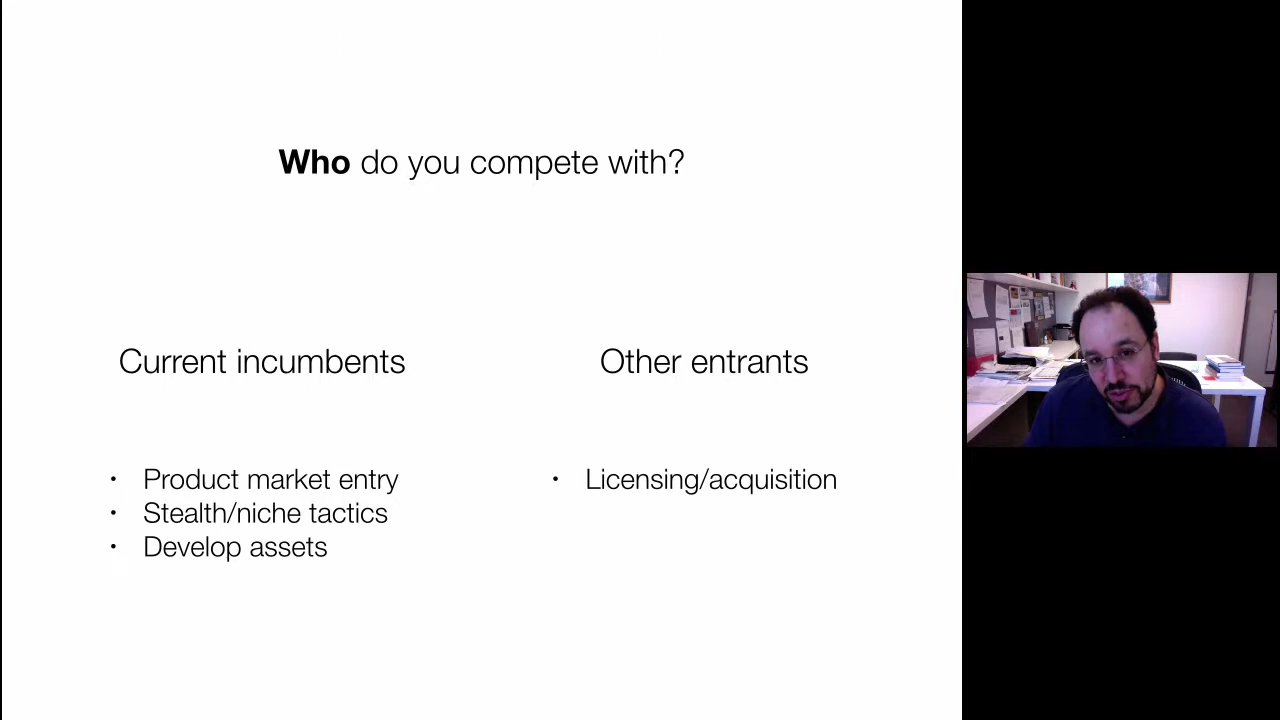 Who do you compete with?
Current incumbents
Other entrants
• Product market entry
• Stealth/niche tactics
• Develop assets
• Licensing/acquisition